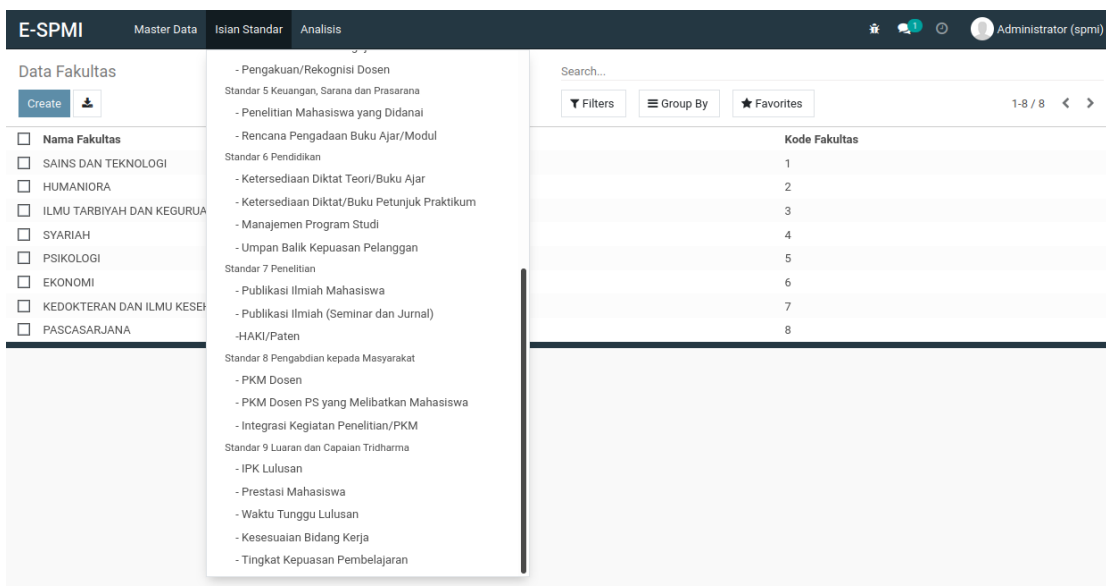 E-SPMI Master Data Isian Standar Analisis 1 Administrator (spmi)
Data Fakultas
Search...
Create
Filters Group By Favorites 1-8 / 8
Nama Fakultas Kode Fakultas
SAINS DAN TEKNOLOGI 1
HUMANIORA 2
ILMU TARBIYAH DAN KEGURUA 3
SYARIAH 4
PSIKOLOGI 5
EKONOMI 6
KEDOKTERAN DAN ILMU KESEH 7
PASCASARJANA 8
- Pengakuan/Rekognisi Dosen
Standar 5 Keuangan, Sarana dan Prasarana
- Penelitian Mahasiswa yang Didanai
- Rencana Pengadaan Buku Ajar/Modul
Standar 6 Pendidikan
- Ketersediaan Diktat Teori/Buku Ajar
- Ketersediaan Diktat/Buku Petunjuk Praktikum
- Manajemen Program Studi
- Umpan Balik Kepuasan Pelanggan
Standar 7 Penelitian
- Publikasi Ilmiah Mahasiswa
- Publikasi Ilmiah (Seminar dan Jurnal)
-HAKI/Paten
Standar 8 Pengabdian kepada Masyarakat
- PKM Dosen
- PKM Dosen PS yang Melibatkan Mahasiswa
- Integrasi Kegiatan Penelitian/PKM
Standar 9 Luaran dan Capaian Tridharma
- IPK Lulusan
- Prestasi Mahasiswa
- Waktu Tunggu Lulusan
- Kesesuaian Bidang Kerja
- Tingkat Kepuasan Pembelajaran